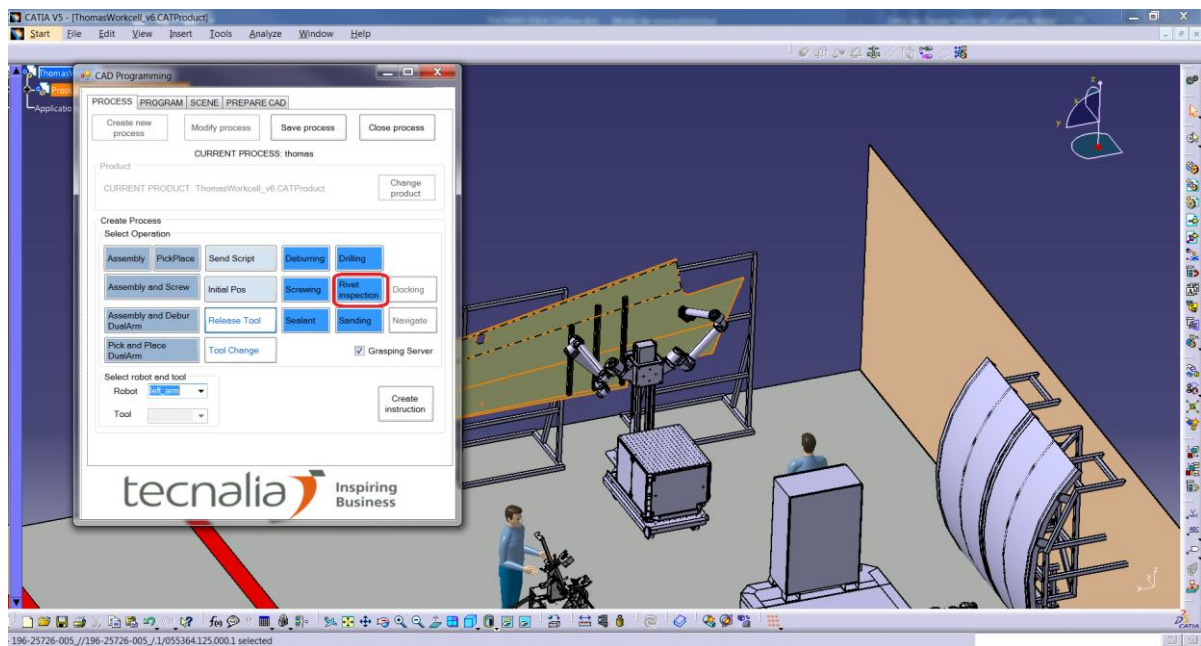 CATIA V5 - [ThomasWorkcell_v6.CATProduct]
Start File Edit View Insert Tools Analyze Window Help
CAD Programming
PROCESS PROGRAM SCENE PREPARE CAD
Create new process
Modify process
Save process
Close process
CURRENT PROCESS: thomas
Product
CURRENT PRODUCT: ThomasWorkcell_v6.CATProduct
Change product
Create Process
Select Operation
Assembly PickPlace Send Script Deburring Drilling
Assembly and Screw Initial Pos Screwing Rivet inspection Docking
Assembly and Debur DualArm Release Tool Sealant Sanding Navigate
Pick and Place DualArm Tool Change Grasping Server
Select robot and tool
Robot left_arm
Tool
Create instruction
tecnalia Inspiring Business
z
x
y
CATIA
196-25726-005_//196-25726-005_/.1/055364.125.000.1 selected